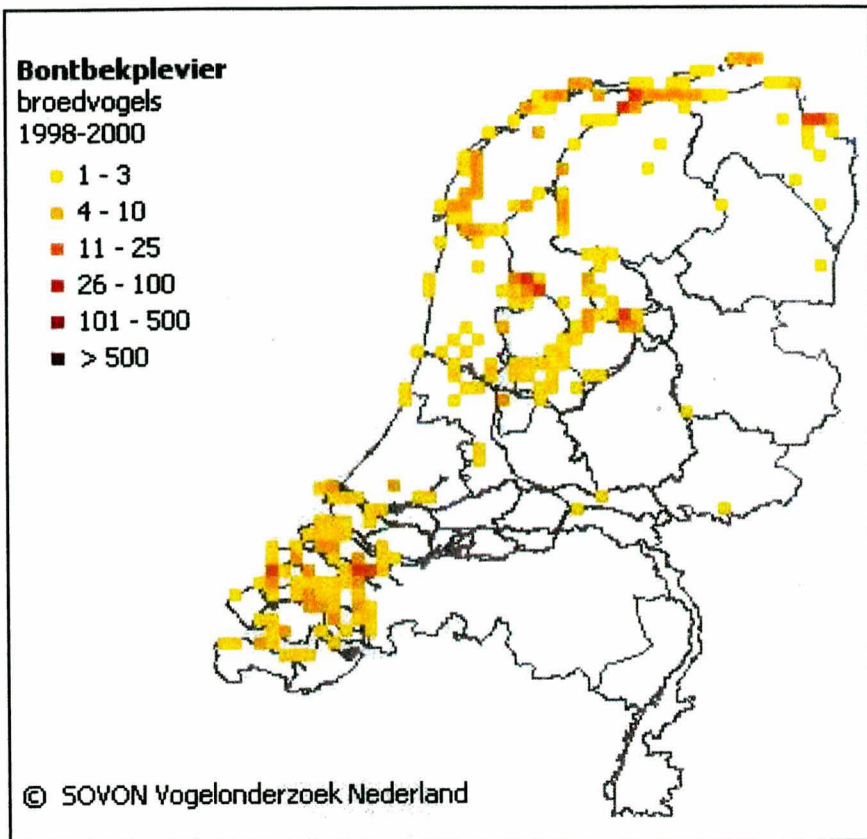 Bontbekplevier
broedvogels
1998-2000
1 - 3
4 - 10
11 - 25
26 - 100
101 - 500
> 500
© SOVON Vogelonderzoek Nederland